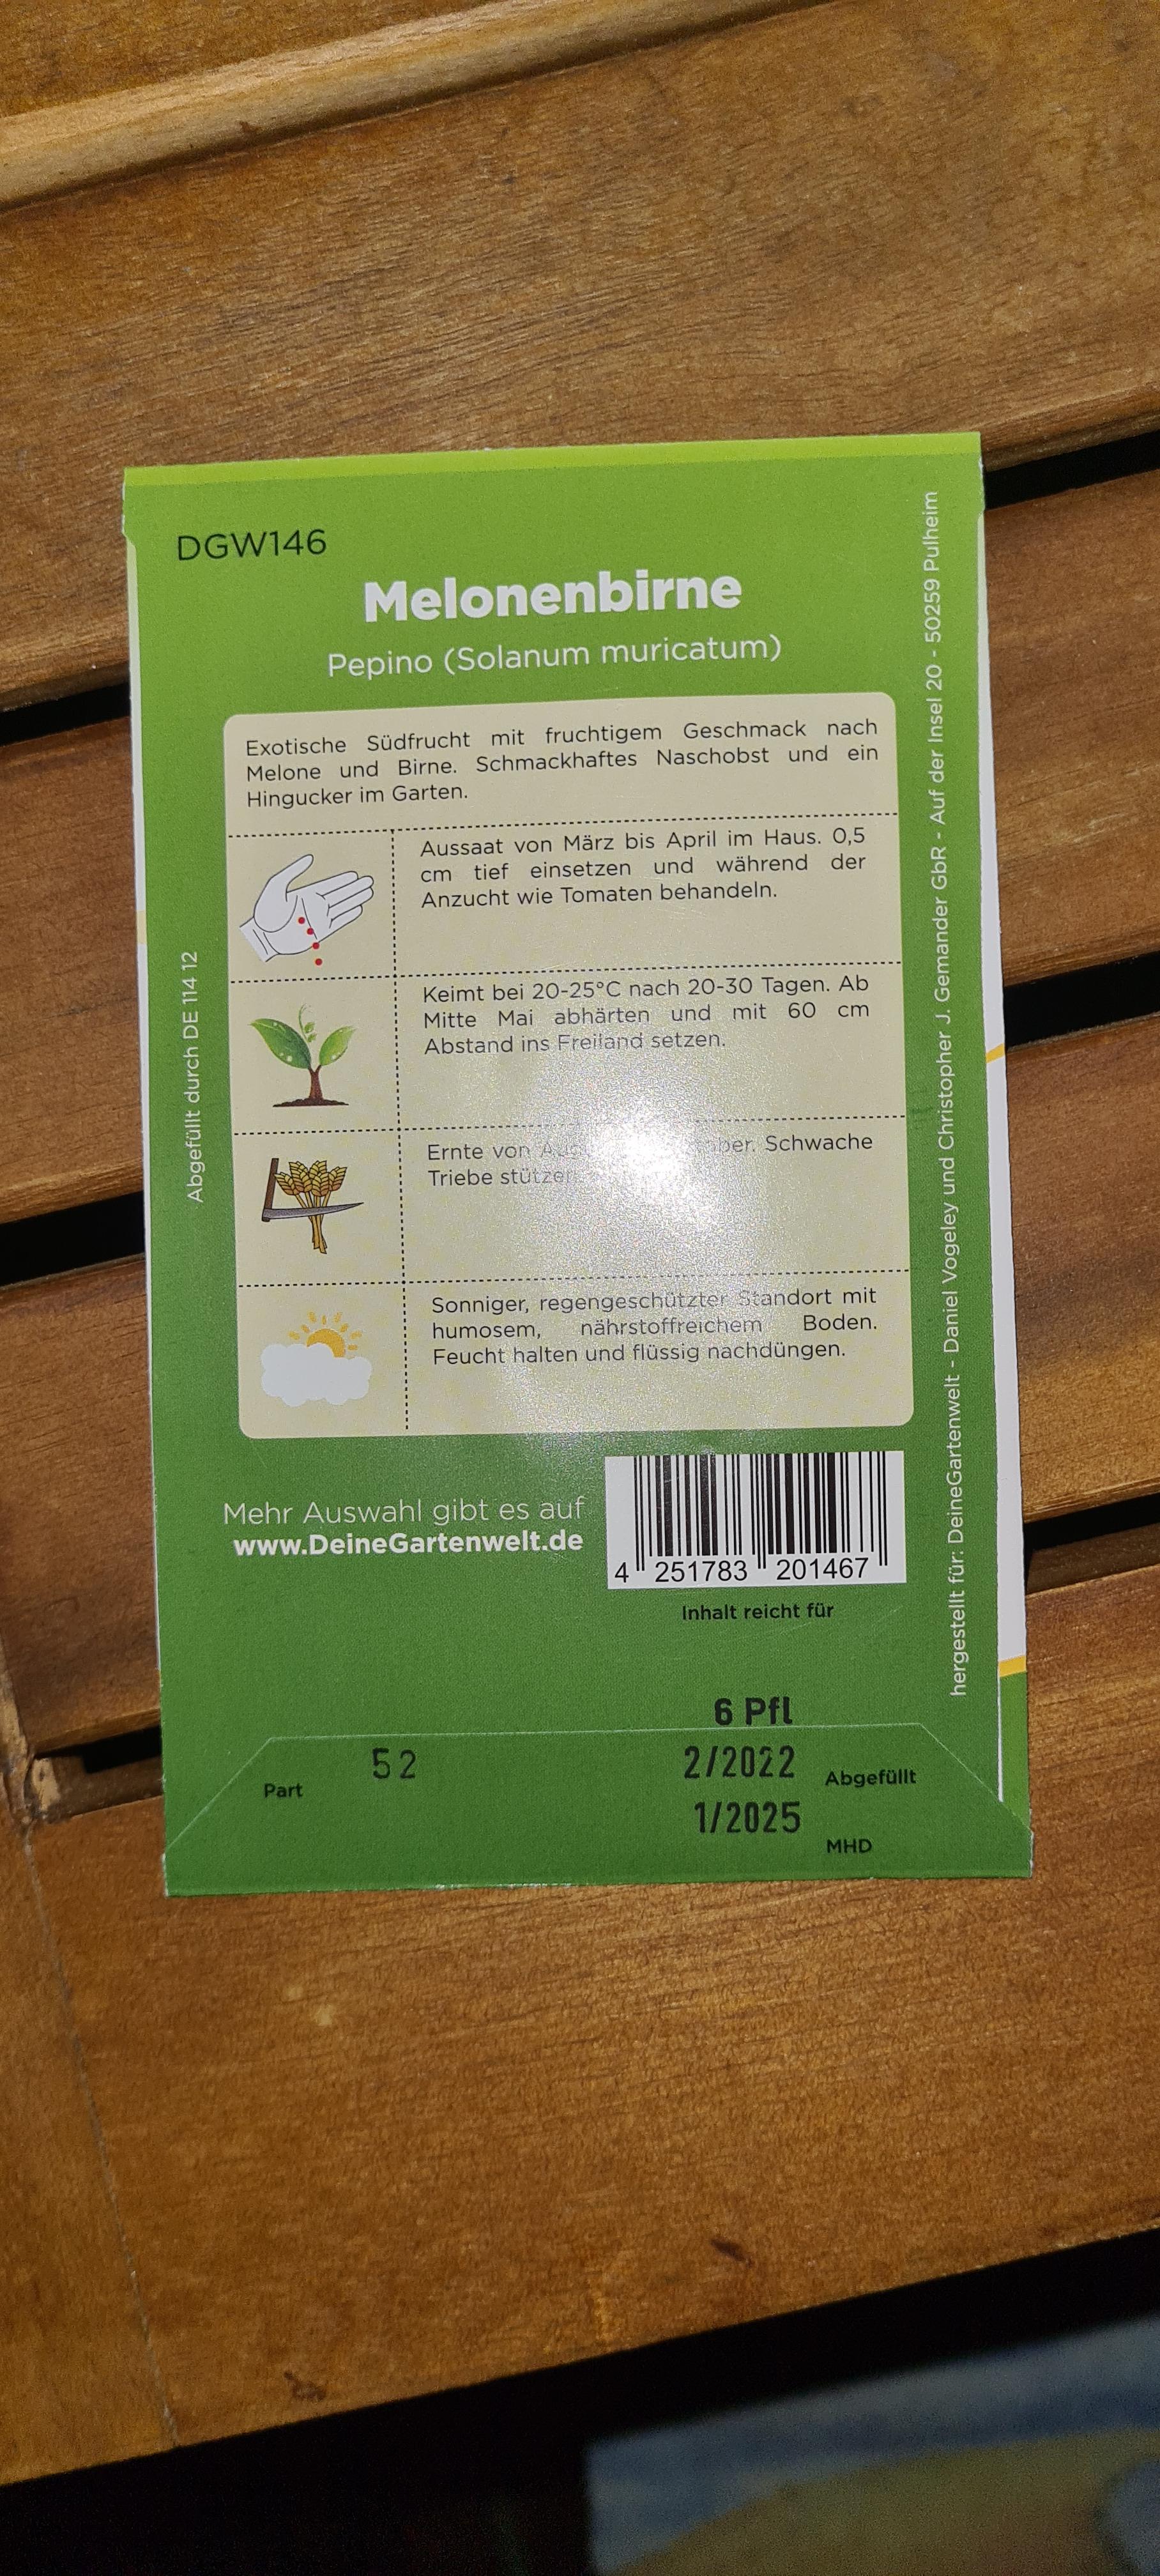 DGW146
Melonenbirne
Pepino (Solanum muricatum)
Exotische Südfrucht mit fruchtigem Geschmack nach
Melone und Birne. Schmackhaftes Naschobst und ein
Hingucker im Garten.
Aussaat von März bis April im Haus. 0,5
cm tief einsetzen und während der
Anzucht wie Tomaten behandeln.
Keimt bei 20-25°C nach 20-30 Tagen. Ab
Mitte Mai abhärten und mit 60 cm
Abstand ins Freiland setzen.
Ernte von Schwache
Triebe stützen.
Sonniger, regengeschützter Standort mit
humosem, nährstoffreichem Boden.
Feucht halten und flüssig nachdüngen.
Mehr Auswahl gibt es auf
www.DeineGartenwelt.de
4 251783 201467
Inhalt reicht für
6 Pfl
Part 52
2/2022 Abgefüllt
1/2025 MHD
Abgefüllt durch DE 114 12
hergestellt für: DeineGartenwelt - Daniel Vogeley und Christopher J. Gemander GbR - Auf der Insel 20 - 50259 Pulheim